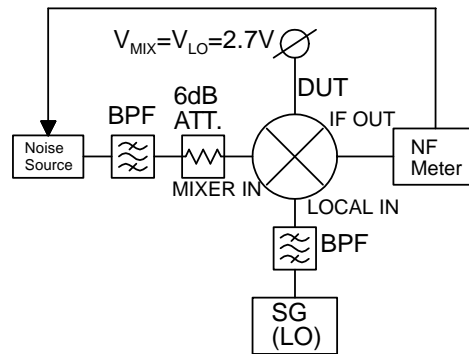 V_MIX=V_LO=2.7V
6dB
ATT.
BPF
DUT
IF OUT
Noise
Source
MIXER IN
NF
Meter
LOCAL IN
BPF
SG
(LO)